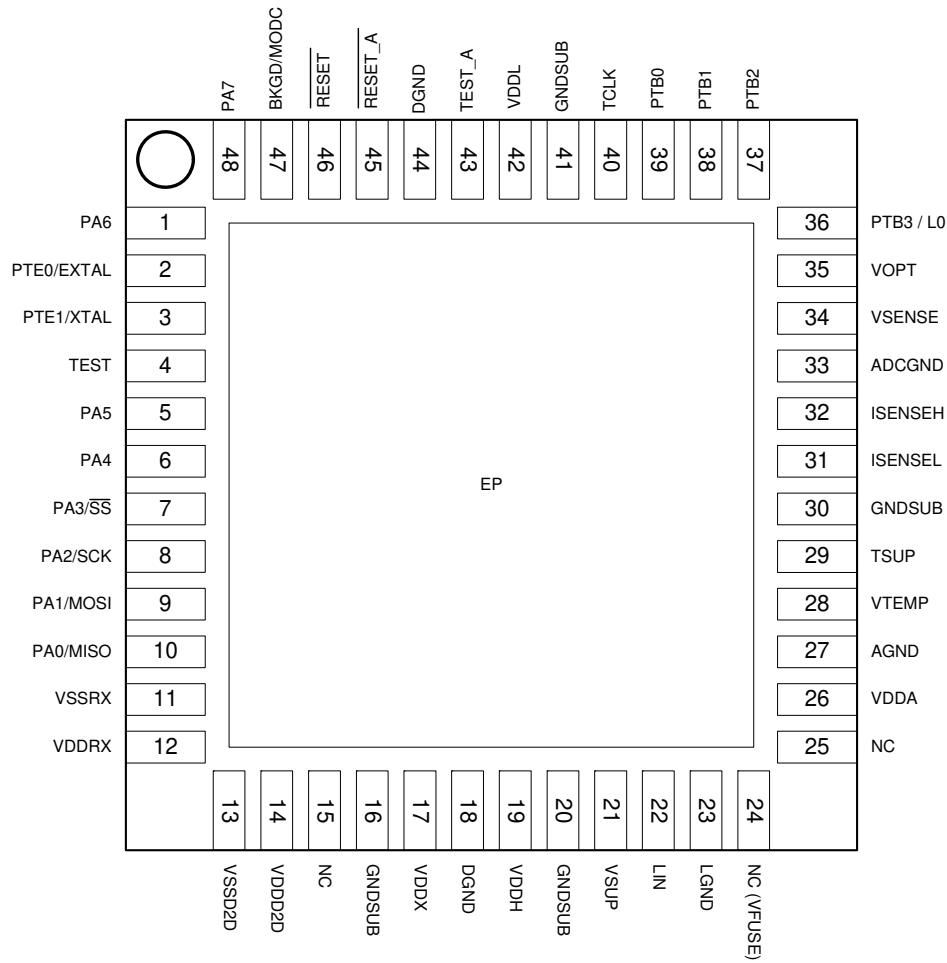 PA7
BKGD/MODC
RESET
RESET_A
DGND
TEST_A
VDDL
GNDSUB
TCLK
PTB0
PTB1
PTB2
48
47
46
45
44
43
42
41
40
39
38
37
PA6 1
PTE0/EXTAL 2
PTE1/XTAL 3
TEST 4
PA5 5
PA4 6
PA3/SS 7
PA2/SCK 8
PA1/MOSI 9
PA0/MISO 10
VSSRX 11
VDDRX 12
EP
36 PTB3 / L0
35 VOPT
34 VSENSE
33 ADCGND
32 ISENSEH
31 ISENSEL
30 GNDSUB
29 TSUP
28 VTEMP
27 AGND
26 VDDA
25 NC
13
14
15
16
17
18
19
20
21
22
23
24
VSSD2D
VDDD2D
NC
GNDSUB
VDDX
DGND
VDDH
GNDSUB
VSUP
LIN
LGND
NC (VFUSE)